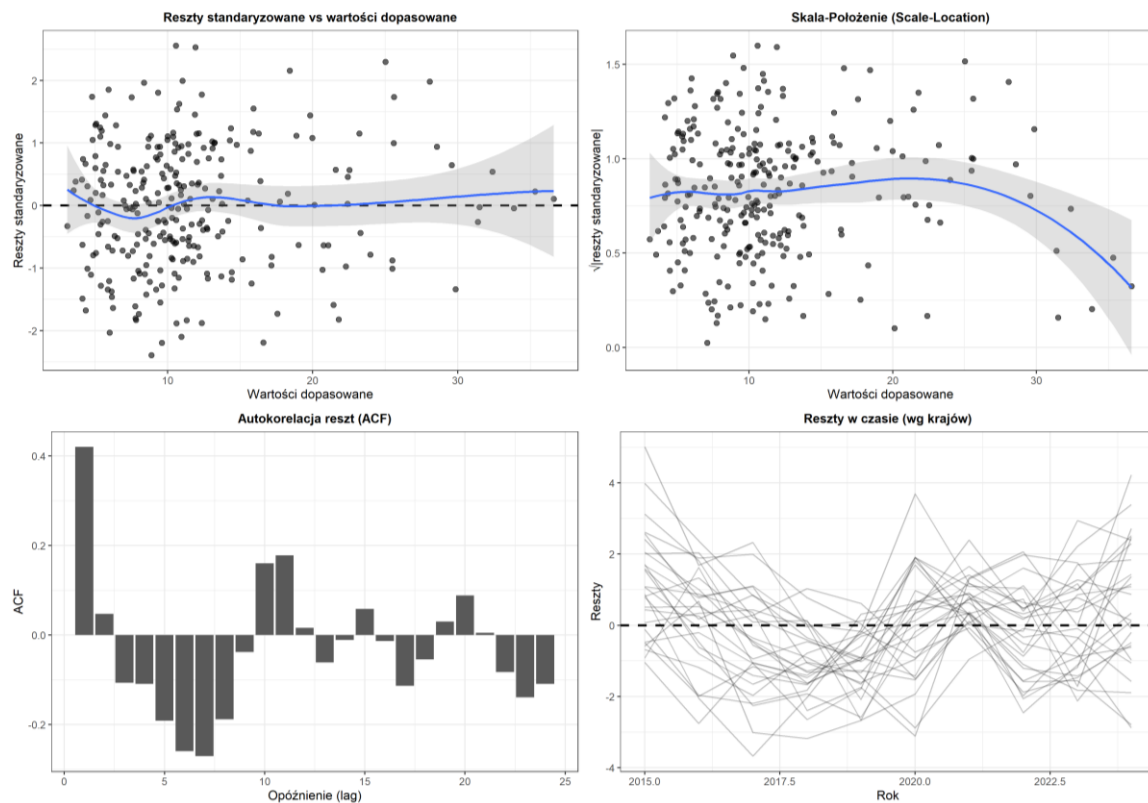 Reszty standaryzowane vs wartości dopasowane
Reszty standaryzowane
2
1
0
-1
-2
10
20
30
Wartości dopasowane
Skala-Położenie (Scale-Location)
√|reszty standaryzowane|
1.5
1.0
0.5
0.0
10
20
30
Wartości dopasowane
Autokorelacja reszt (ACF)
ACF
0.4
0.2
0.0
-0.2
0
5
10
15
20
25
Opóźnienie (lag)
Reszty w czasie (wg krajów)
Reszty
4
2
0
-2
-4
2015.0
2017.5
2020.0
2022.5
Rok